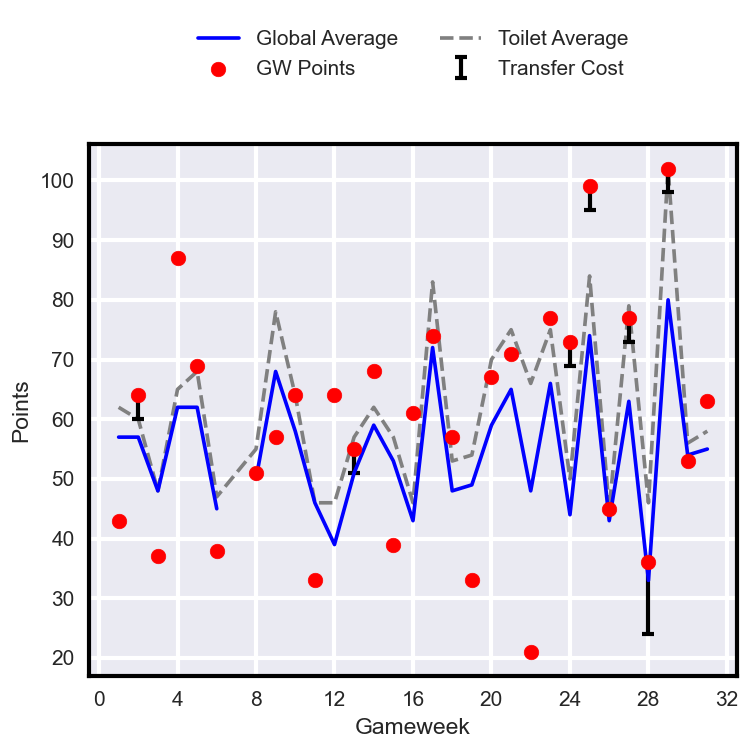 Global Average
Toilet Average
GW Points
Transfer Cost
Points
100
90
80
70
60
50
40
30
20
0 4 8 12 16 20 24 28 32
Gameweek